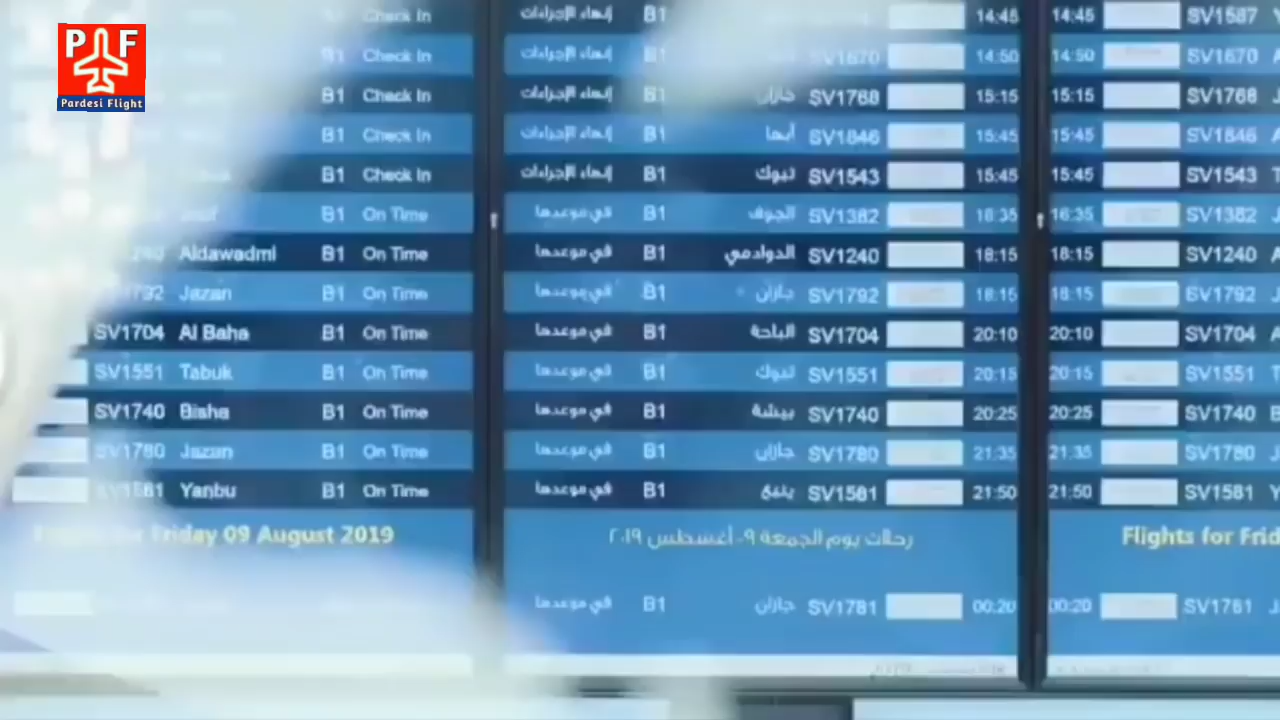 PF
Pardesi Flight
Check In إنهاء الإجراءات B1 14:45 14:45 SV1587
Check In إنهاء الإجراءات SV1670 14:50 14:50 SV1670
B1 Check In إنهاء الإجراءات B1 جازان SV1768 15:15 15:15 SV1768
B1 Check In إنهاء الإجراءات B1 أبها SV1846 15:45 15:45 SV1846
B1 Check In إنهاء الإجراءات B1 تبوك SV1543 15:45 15:45 SV1543
B1 On Time في موعدها B1 الجوف SV1382 16:35 16:35 SV1382
Aldawadmi B1 On Time في موعدها B1 الدوادمي SV1240 18:15 18:15 SV1240
Jazan B1 On Time في موعدها B1 جازان SV1792 18:15 18:15 SV1792
SV1704 Al Baha B1 On Time في موعدها B1 الباحة SV1704 20:10 20:10 SV1704
SV1551 Tabuk B1 On Time في موعدها B1 تبوك SV1551 20:15 20:15 SV1551
SV1740 Bisha B1 On Time في موعدها B1 بيشة SV1740 20:25 20:25 SV1740
SV1780 Jazan B1 On Time في موعدها B1 جازان SV1780 21:35 21:35 SV1780
SV1581 Yanbu B1 On Time في موعدها B1 ينبع SV1581 21:50 21:50 SV1581
Friday 09 August 2019 رحلات يوم الجمعة ٠٩ أغسطس ٢٠١٩ Flights for Frid
في موعدها B1 جازان SV1781 00:20 00:20 SV1781